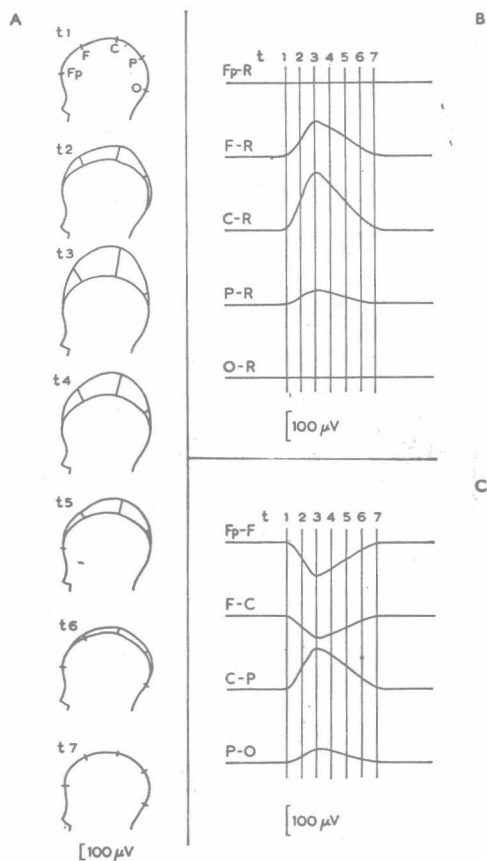 A
t1
F
C
P
Fp
O
t2
t3
t4
t5
t6
t7
[100 µV
B
t 1 2 3 4 5 6 7
Fp-R
F-R
C-R
P-R
O-R
[100 µV
C
t 1 2 3 4 5 6 7
Fp-F
F-C
C-P
P-O
[100 µV